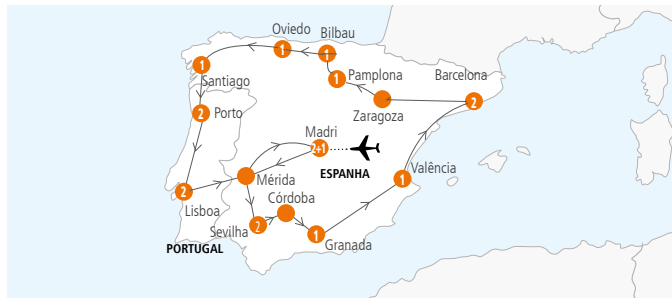 Oviedo
Bilbau
1
1
1
Santiago
1
Pamplona
Barcelona
2
Zaragoza
2
Porto
Madri
2+1
ESPANHA
Valência
1
Mérida
2
Lisboa
Córdoba
Sevilha
2
1
Granada
PORTUGAL